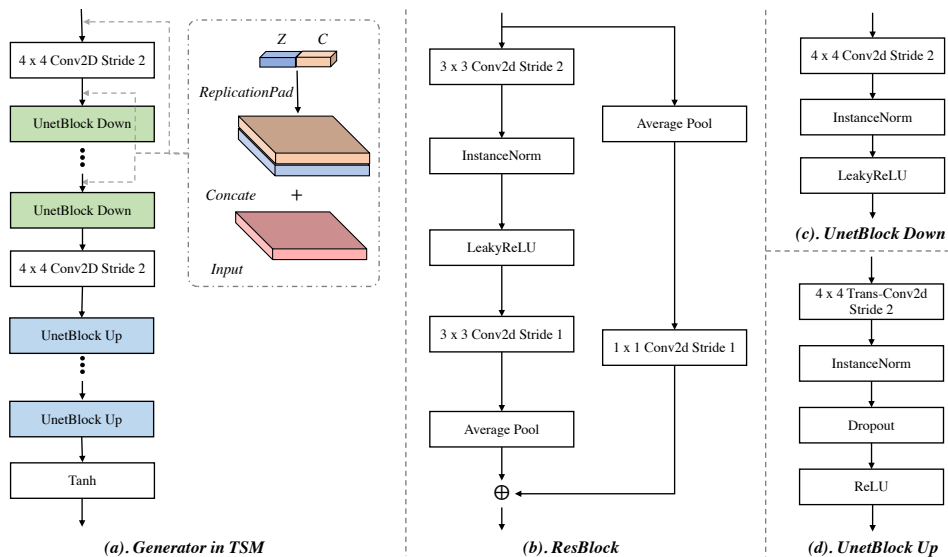 4 x 4 Conv2D Stride 2
UnetBlock Down
UnetBlock Down
4 x 4 Conv2D Stride 2
UnetBlock Up
UnetBlock Up
Tanh
Z C
ReplicationPad
Concate +
Input
(a). Generator in TSM
3 x 3 Conv2d Stride 2
InstanceNorm
LeakyReLU
3 x 3 Conv2d Stride 1
Average Pool
Average Pool
1 x 1 Conv2d Stride 1
(b). ResBlock
4 x 4 Conv2d Stride 2
InstanceNorm
LeakyReLU
(c). UnetBlock Down
4 x 4 Trans-Conv2d
Stride 2
InstanceNorm
Dropout
ReLU
(d). UnetBlock Up